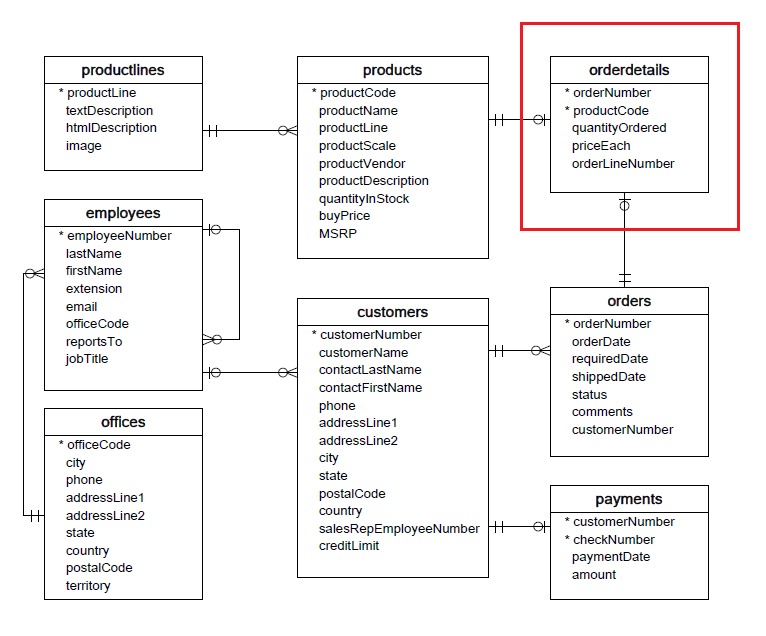 productlines
* productLine
textDescription
htmlDescription
image
products
* productCode
productName
productLine
productScale
productVendor
productDescription
quantityInStock
buyPrice
MSRP
orderdetails
* orderNumber
* productCode
quantityOrdered
priceEach
orderLineNumber
employees
* employeeNumber
lastName
firstName
extension
email
officeCode
reportsTo
jobTitle
customers
* customerNumber
customerName
contactLastName
contactFirstName
phone
addressLine1
addressLine2
city
state
postalCode
country
salesRepEmployeeNumber
creditLimit
orders
* orderNumber
orderDate
requiredDate
shippedDate
status
comments
customerNumber
offices
* officeCode
city
phone
addressLine1
addressLine2
state
country
postalCode
territory
payments
* customerNumber
* checkNumber
paymentDate
amount